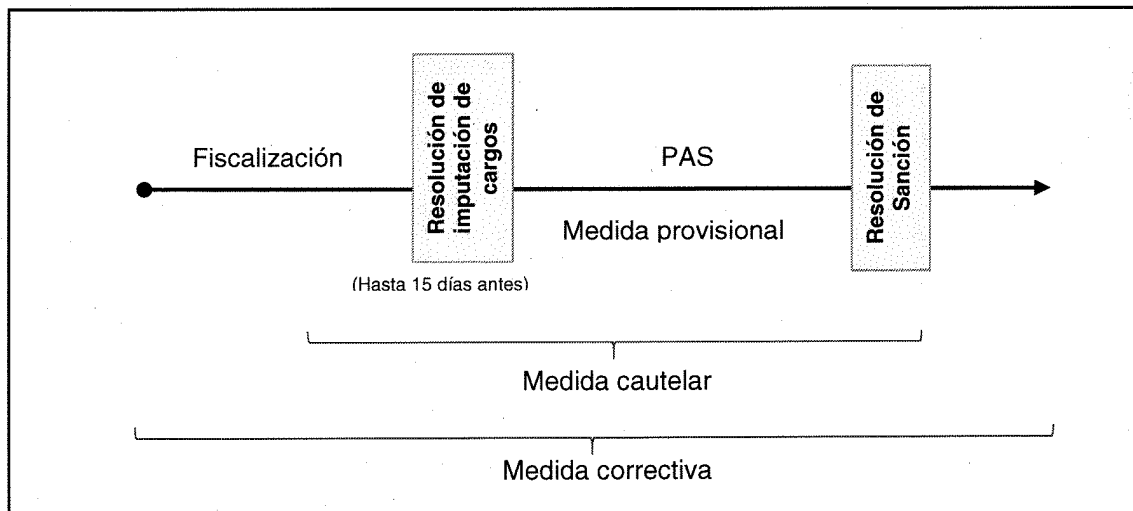 Fiscalización
Resolución de
imputación de
cargos
PAS
Resolución de
Sanción
Medida provisional
(Hasta 15 días antes)
Medida cautelar
Medida correctiva